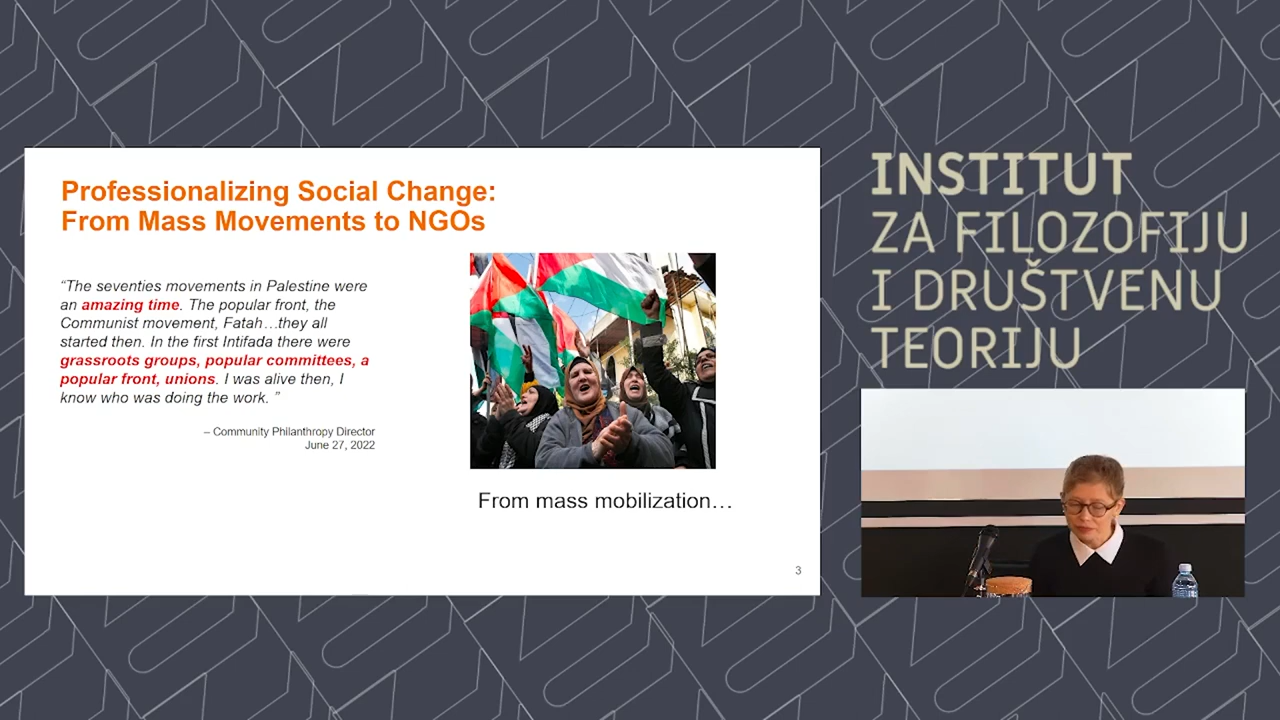 Professionalizing Social Change:
From Mass Movements to NGOs
“The seventies movements in Palestine were
an amazing time. The popular front, the
Communist movement, Fatah…they all
started then. In the first Intifada there were
grassroots groups, popular committees, a
popular front, unions. I was alive then, I
know who was doing the work. ”
– Community Philanthropy Director
June 27, 2022
From mass mobilization…
3
INSTITUT
ZA FILOZOFIJU
I DRUŠTVENU
TEORIJU